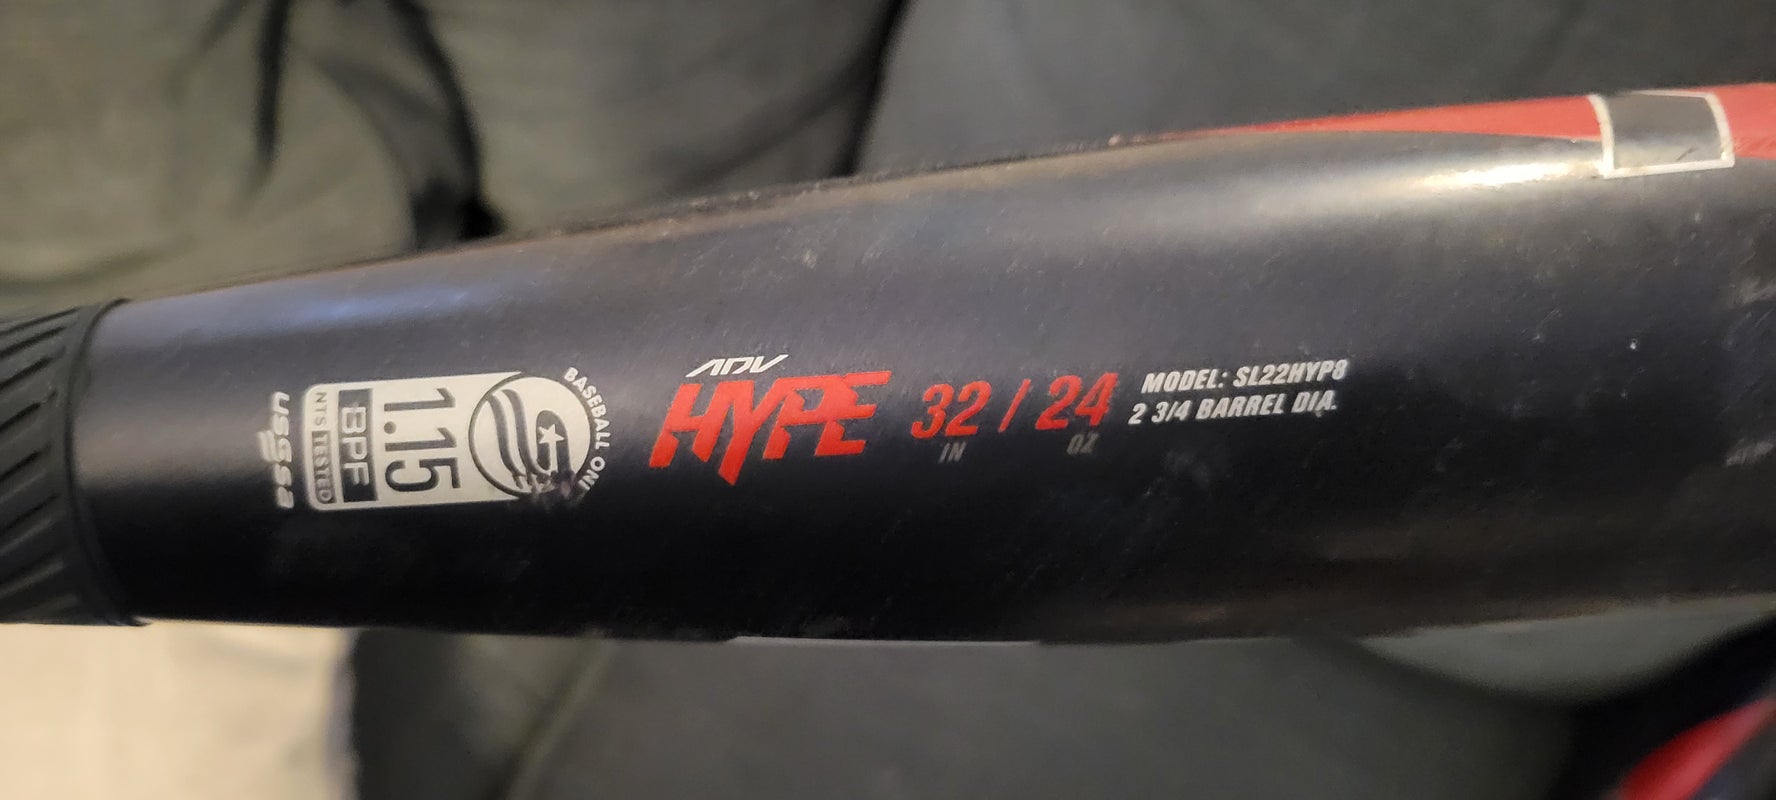 usssa
NTS TESTED
1.15 BPF
BASEBALL ONL
ADV
HYPE 32 / 24
IN OZ
MODEL: SL22HYP8
2 3/4 BARREL DIA.